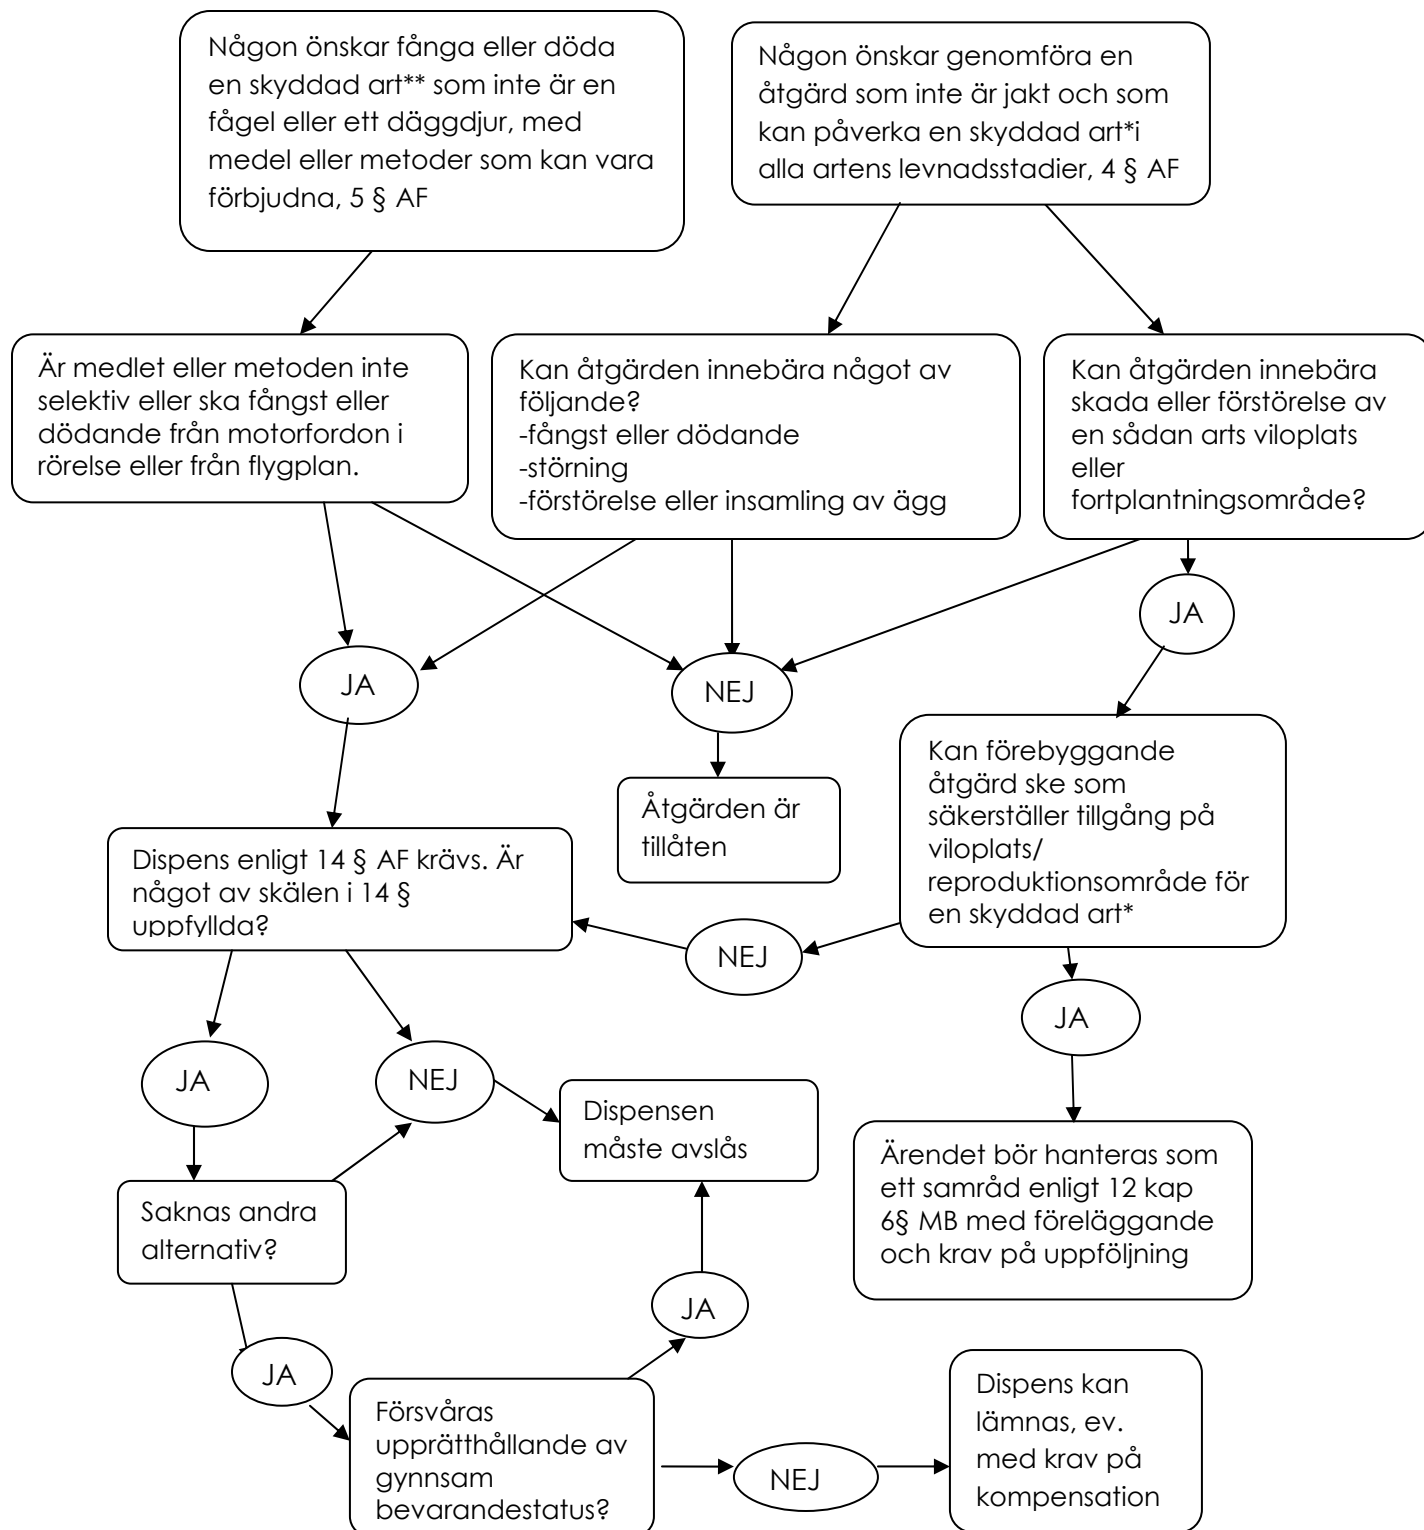 Någon önskar fånga eller döda
en skyddad art** som inte är en
fågel eller ett däggdjur, med
medel eller metoder som kan vara
förbjudna, 5 § AF
Någon önskar genomföra en
åtgärd som inte är jakt och som
kan påverka en skyddad art*i
alla artens levnadsstadier, 4 § AF
Är medlet eller metoden inte
selektiv eller ska fångst eller
dödande från motorfordon i
rörelse eller från flygplan.
Kan åtgärden innebära något av
följande?
-fångst eller dödande
-störning
-förstörelse eller insamling av ägg
Kan åtgärden innebära
skada eller förstörelse av
en sådan arts viloplats
eller
fortplantningsområde?
JA
JA
NEJ
Kan förebyggande
åtgärd ske som
säkerställer tillgång på
viloplats/
reproduktionsområde för
en skyddad art*
Åtgärden är
tillåten
Dispens enligt 14 § AF krävs. Är
något av skälen i 14 §
uppfyllda?
NEJ
JA
JA
NEJ
Dispensen
måste avslås
Ärendet bör hanteras som
ett samråd enligt 12 kap
6§ MB med föreläggande
och krav på uppföljning
Saknas andra
alternativ?
JA
JA
Försvåras
upprätthållande av
gynnsam
bevarandestatus?
NEJ
Dispens kan
lämnas, ev.
med krav på
kompensation